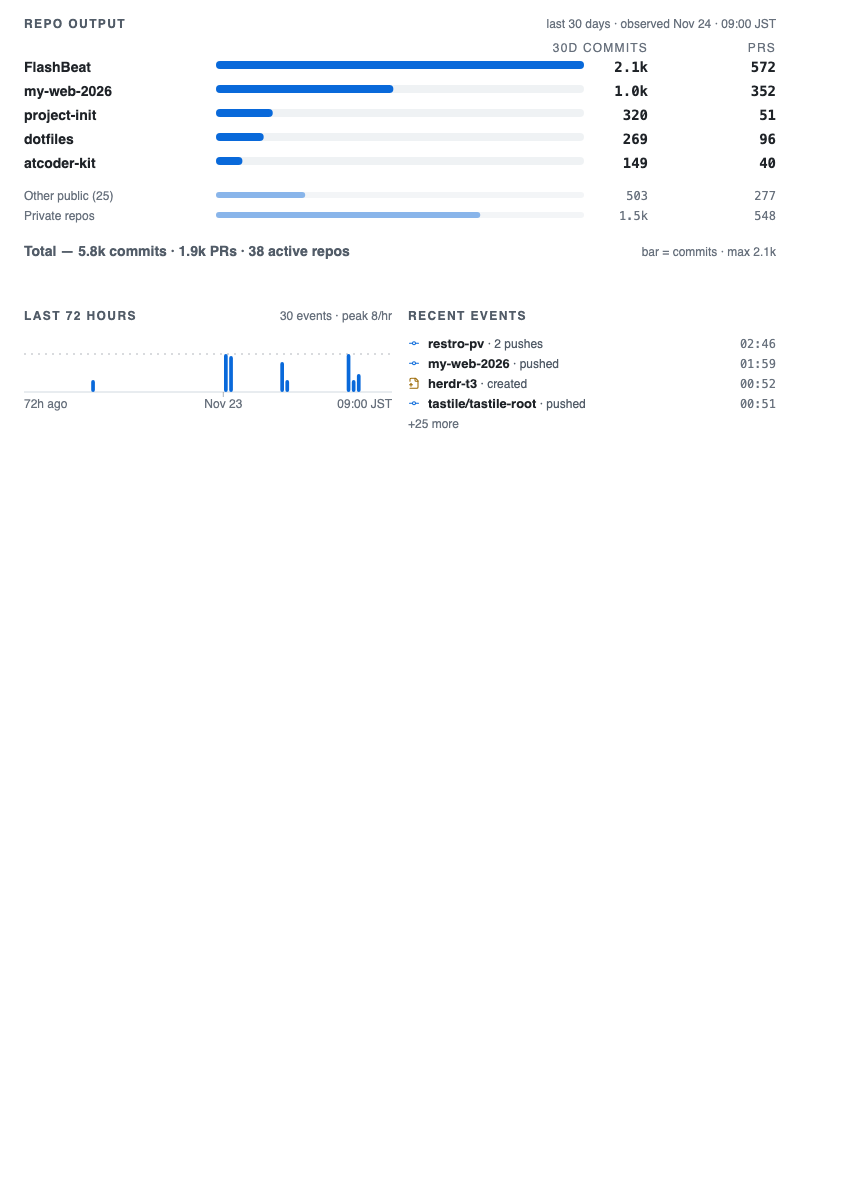 REPO OUTPUT last 30 days · observed Nov 24 · 09:00 JST
30D COMMITS PRS
FlashBeat 2.1k 572
my-web-2026 1.0k 352
project-init 320 51
dotfiles 269 96
atcoder-kit 149 40
Other public (25) 503 277
Private repos 1.5k 548
Total — 5.8k commits · 1.9k PRs · 38 active repos bar = commits · max 2.1k
LAST 72 HOURS 30 events · peak 8/hr
72h ago Nov 23 09:00 JST
RECENT EVENTS
restro-pv · 2 pushes 02:46
my-web-2026 · pushed 01:59
herdr-t3 · created 00:52
tastile/tastile-root · pushed 00:51
+25 more